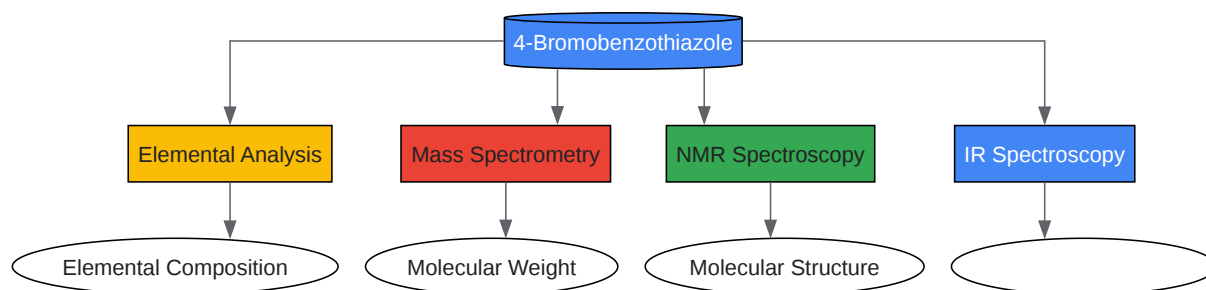 4-Bromobenzothiazole
Elemental Analysis
Mass Spectrometry
NMR Spectroscopy
IR Spectroscopy
Elemental Composition
Molecular Weight
Molecular Structure